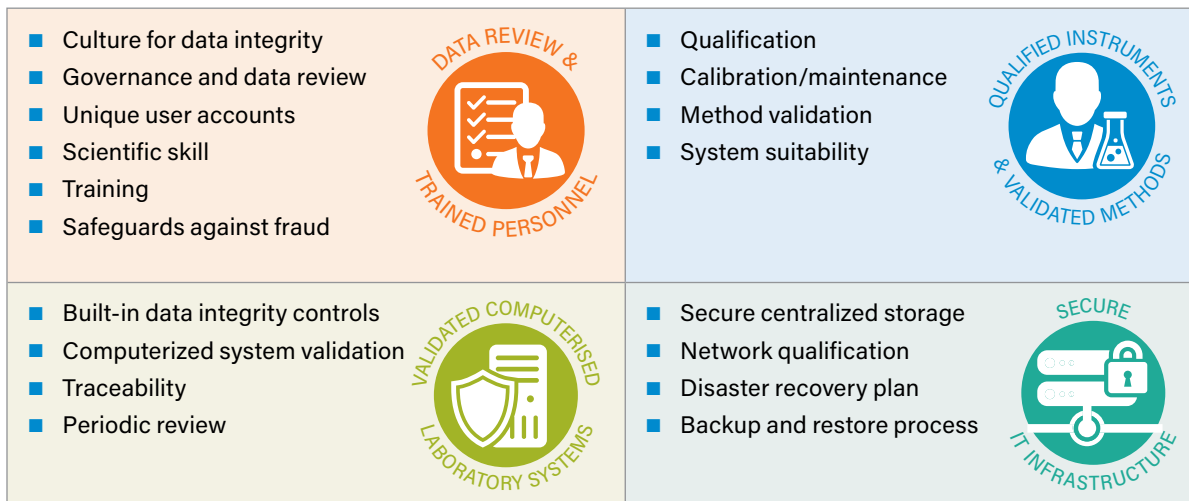 Culture for data integrity
Governance and data review
Unique user accounts
Scientific skill
Training
Safeguards against fraud
DATA REVIEW &
TRAINED PERSONNEL
Qualification
Calibration/maintenance
Method validation
System suitability
QUALIFIED INSTRUMENTS
& VALIDATED METHODS
Built-in data integrity controls
Computerized system validation
Traceability
Periodic review
VALIDATED COMPUTERISED
LABORATORY SYSTEMS
Secure centralized storage
Network qualification
Disaster recovery plan
Backup and restore process
SECURE
IT INFRASTRUCTURE